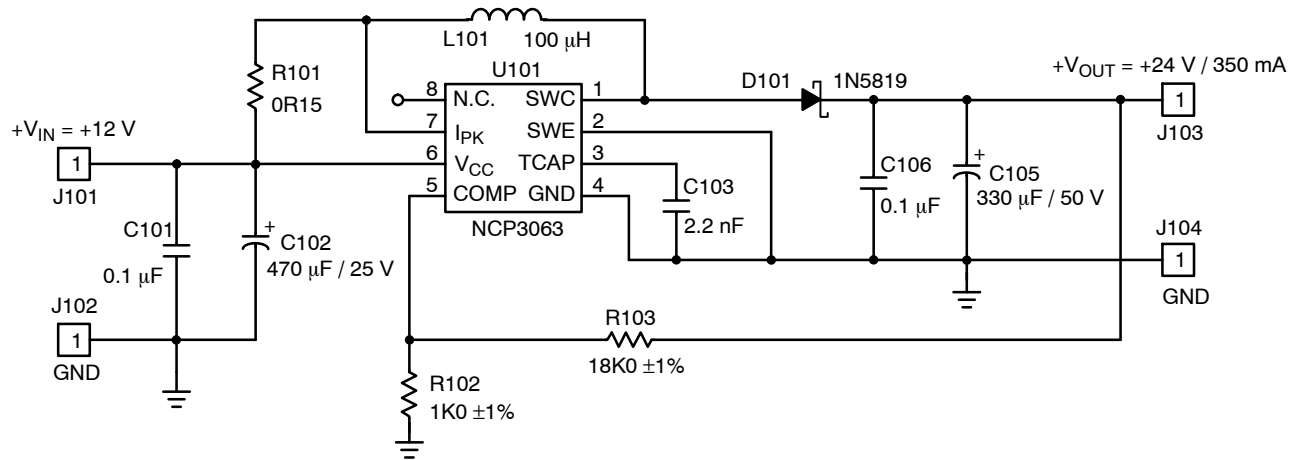 L101 100 μH
R101
0R15
U101
8 N.C. SWC 1
7 IPK SWE 2
6 VCC TCAP 3
5 COMP GND 4
NCP3063
+VIN = +12 V
1
J101
C101
0.1 μF
+
C102
470 μF / 25 V
J102
1
GND
C103
2.2 nF
D101 1N5819
+VOUT = +24 V / 350 mA
1
J103
C106
0.1 μF
+
C105
330 μF / 50 V
J104
1
GND
R103
18K0 ±1%
R102
1K0 ±1%